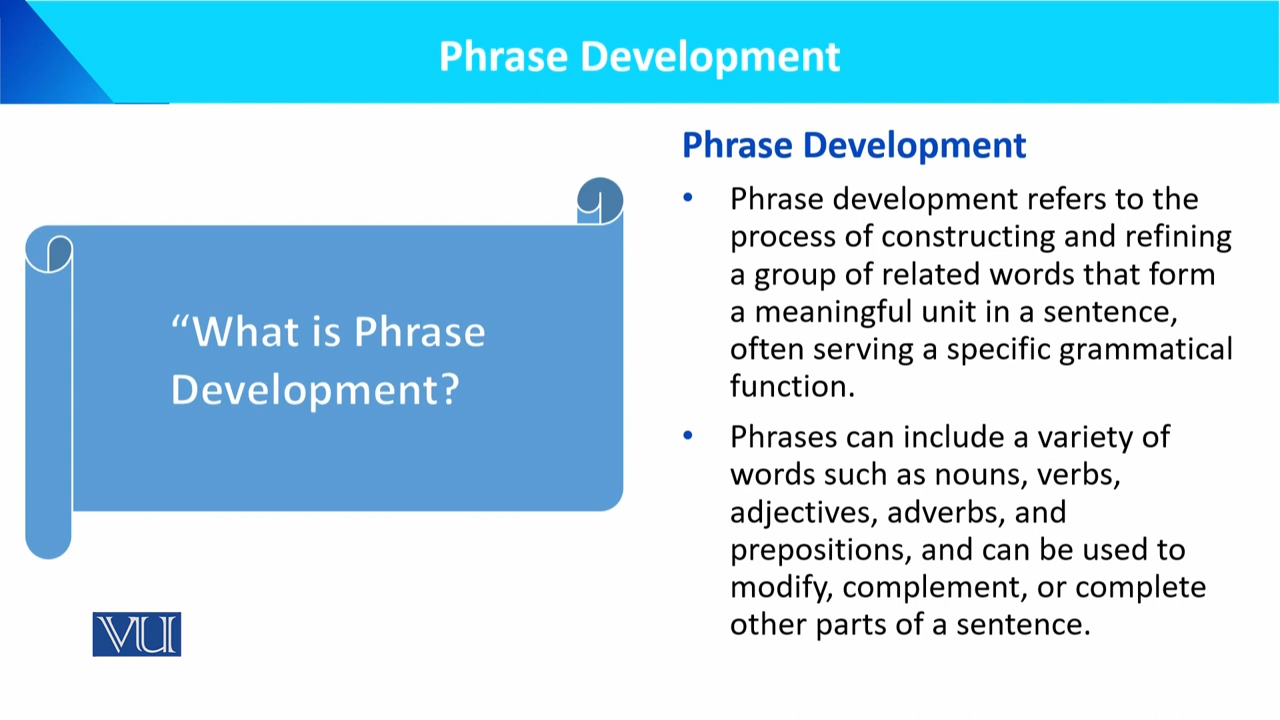 Phrase Development
“What is Phrase
Development?
Phrase Development
• Phrase development refers to the
process of constructing and refining
a group of related words that form
a meaningful unit in a sentence,
often serving a specific grammatical
function.
• Phrases can include a variety of
words such as nouns, verbs,
adjectives, adverbs, and
prepositions, and can be used to
modify, complement, or complete
other parts of a sentence.
VU